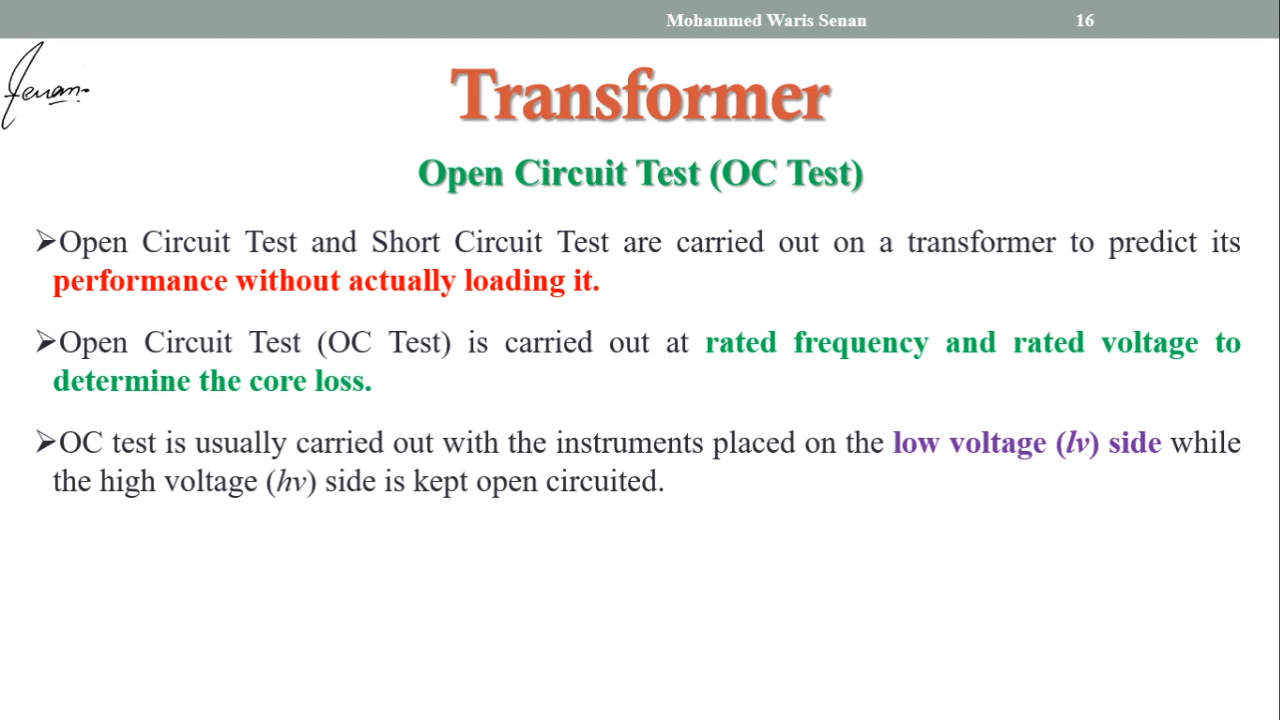 Mohammed Waris Senan 16
Senan
Transformer
Open Circuit Test (OC Test)
➢Open Circuit Test and Short Circuit Test are carried out on a transformer to predict its
performance without actually loading it.
➢Open Circuit Test (OC Test) is carried out at rated frequency and rated voltage to
determine the core loss.
➢OC test is usually carried out with the instruments placed on the low voltage (lv) side while
the high voltage (hv) side is kept open circuited.